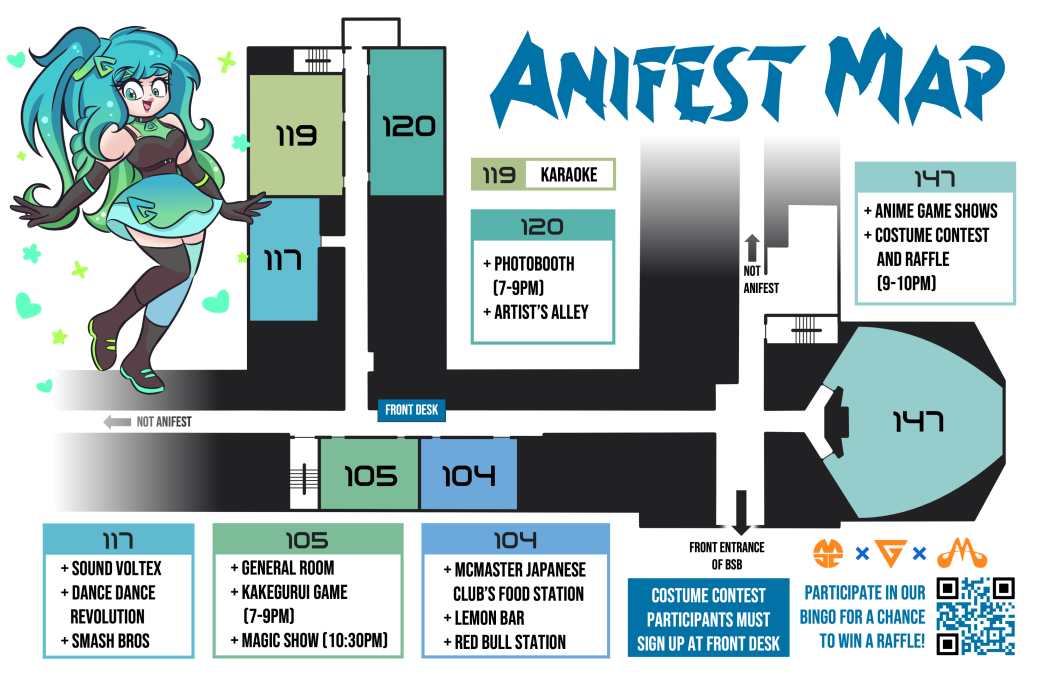 ANIFEST MAP
119
120
117
119 KARAOKE
120
+ PHOTOBOOTH
(7-9PM)
+ ARTIST'S ALLEY
NOT
ANIFEST
147
+ ANIME GAME SHOWS
+ COSTUME CONTEST
AND RAFFLE
(9-10PM)
FRONT DESK
NOT ANIFEST
147
105
104
117
+ SOUND VOLTEX
+ DANCE DANCE
REVOLUTION
+ SMASH BROS
105
+ GENERAL ROOM
+ KAKEGURUI GAME
(7-9PM)
+ MAGIC SHOW (10:30PM)
104
+ MCMASTER JAPANESE
CLUB'S FOOD STATION
+ LEMON BAR
+ RED BULL STATION
FRONT ENTRANCE
OF BSB
COSTUME CONTEST
PARTICIPANTS MUST
SIGN UP AT FRONT DESK
× ×
PARTICIPATE IN OUR
BINGO FOR A CHANCE
TO WIN A RAFFLE!